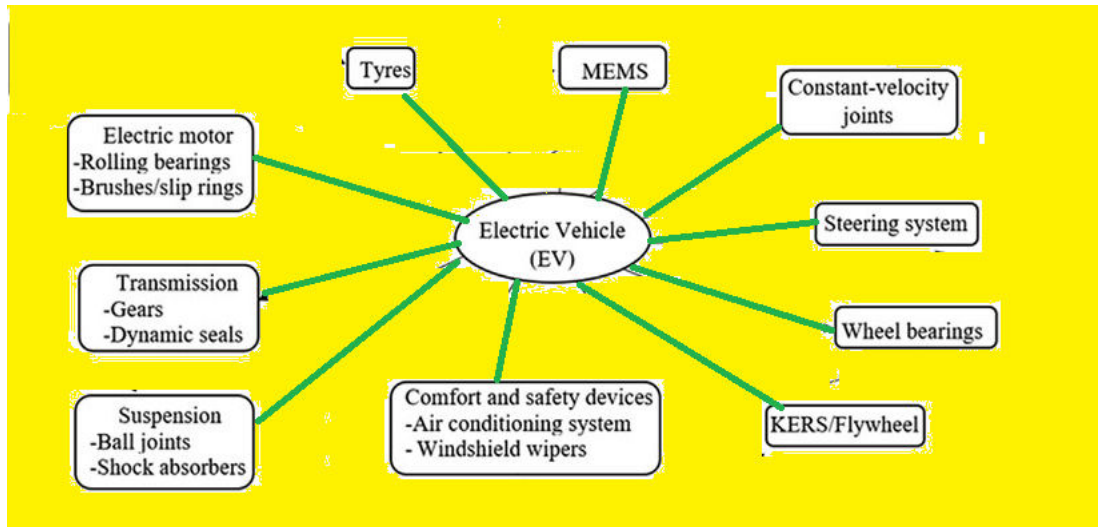 Tyres
MEMS
Constant-velocity
joints
Electric motor
-Rolling bearings
-Brushes/slip rings
Electric Vehicle
(EV)
Steering system
Transmission
-Gears
-Dynamic seals
Wheel bearings
Suspension
-Ball joints
-Shock absorbers
Comfort and safety devices
-Air conditioning system
- Windshield wipers
KERS/Flywheel